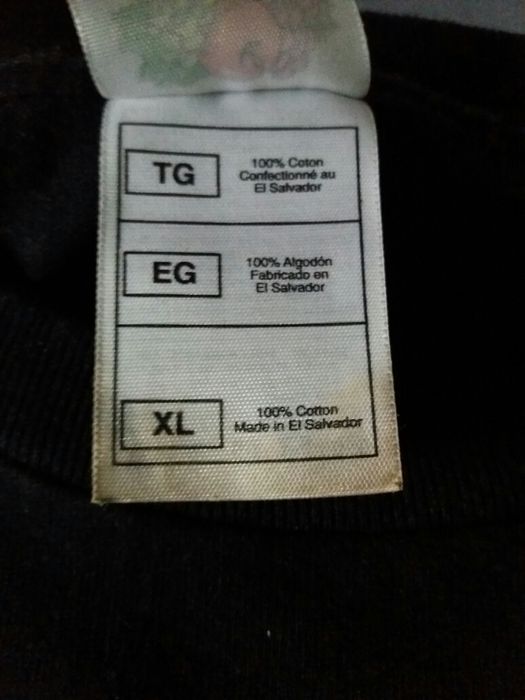 TG
100% Coton
Confectionné au
El Salvador
EG
100% Algodón
Fabricado en
El Salvador
XL
100% Cotton
Made in El Salvador